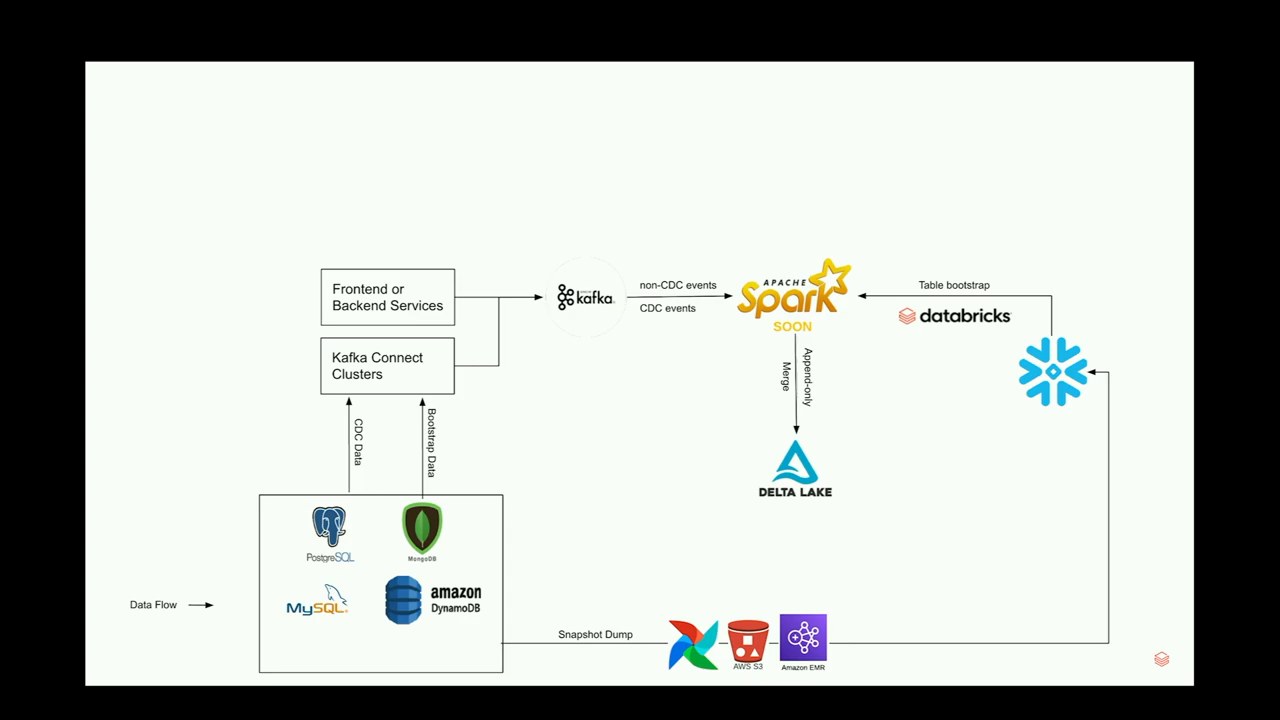 Frontend or
Backend Services
Kafka Connect
Clusters
kafka
non-CDC events
CDC events
APACHE
Spark
SOON
Table bootstrap
databricks
Append-only
Merge
DELTA LAKE
CDC Data
Bootstrap Data
PostgreSQL
MongoDB
MySQL
amazon
DynamoDB
Data Flow
Snapshot Dump
AWS S3
Amazon EMR